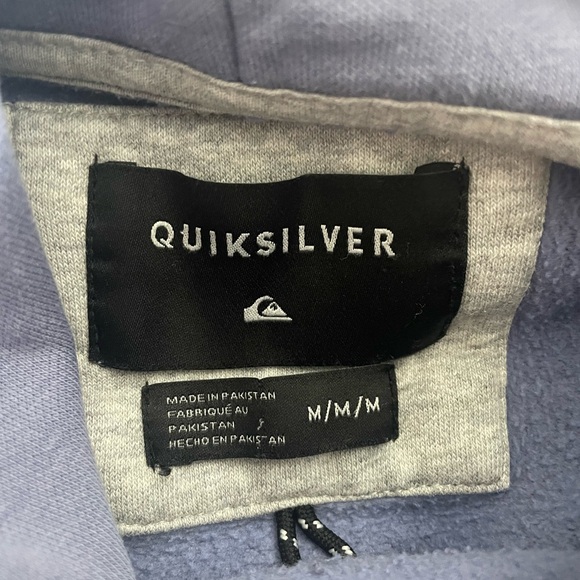 QUIKSILVER
MADE IN PAKISTAN
FABRIQUÉ AU
PAKISTAN
HECHO EN PAKISTAN
M/M/M